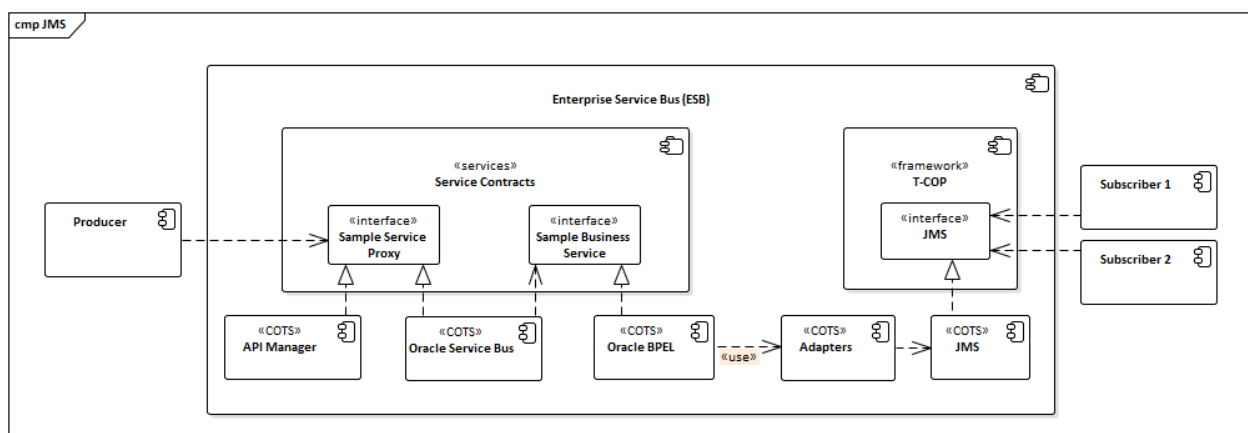 cmp JMS
Enterprise Service Bus (ESB)
«services»
Service Contracts
«framework»
T-COP
Producer
«interface»
Sample Service
Proxy
«interface»
Sample Business
Service
«interface»
JMS
Subscriber 1
Subscriber 2
«COTS»
API Manager
«COTS»
Oracle Service Bus
«COTS»
Oracle BPEL
«use»
«COTS»
Adapters
«COTS»
JMS